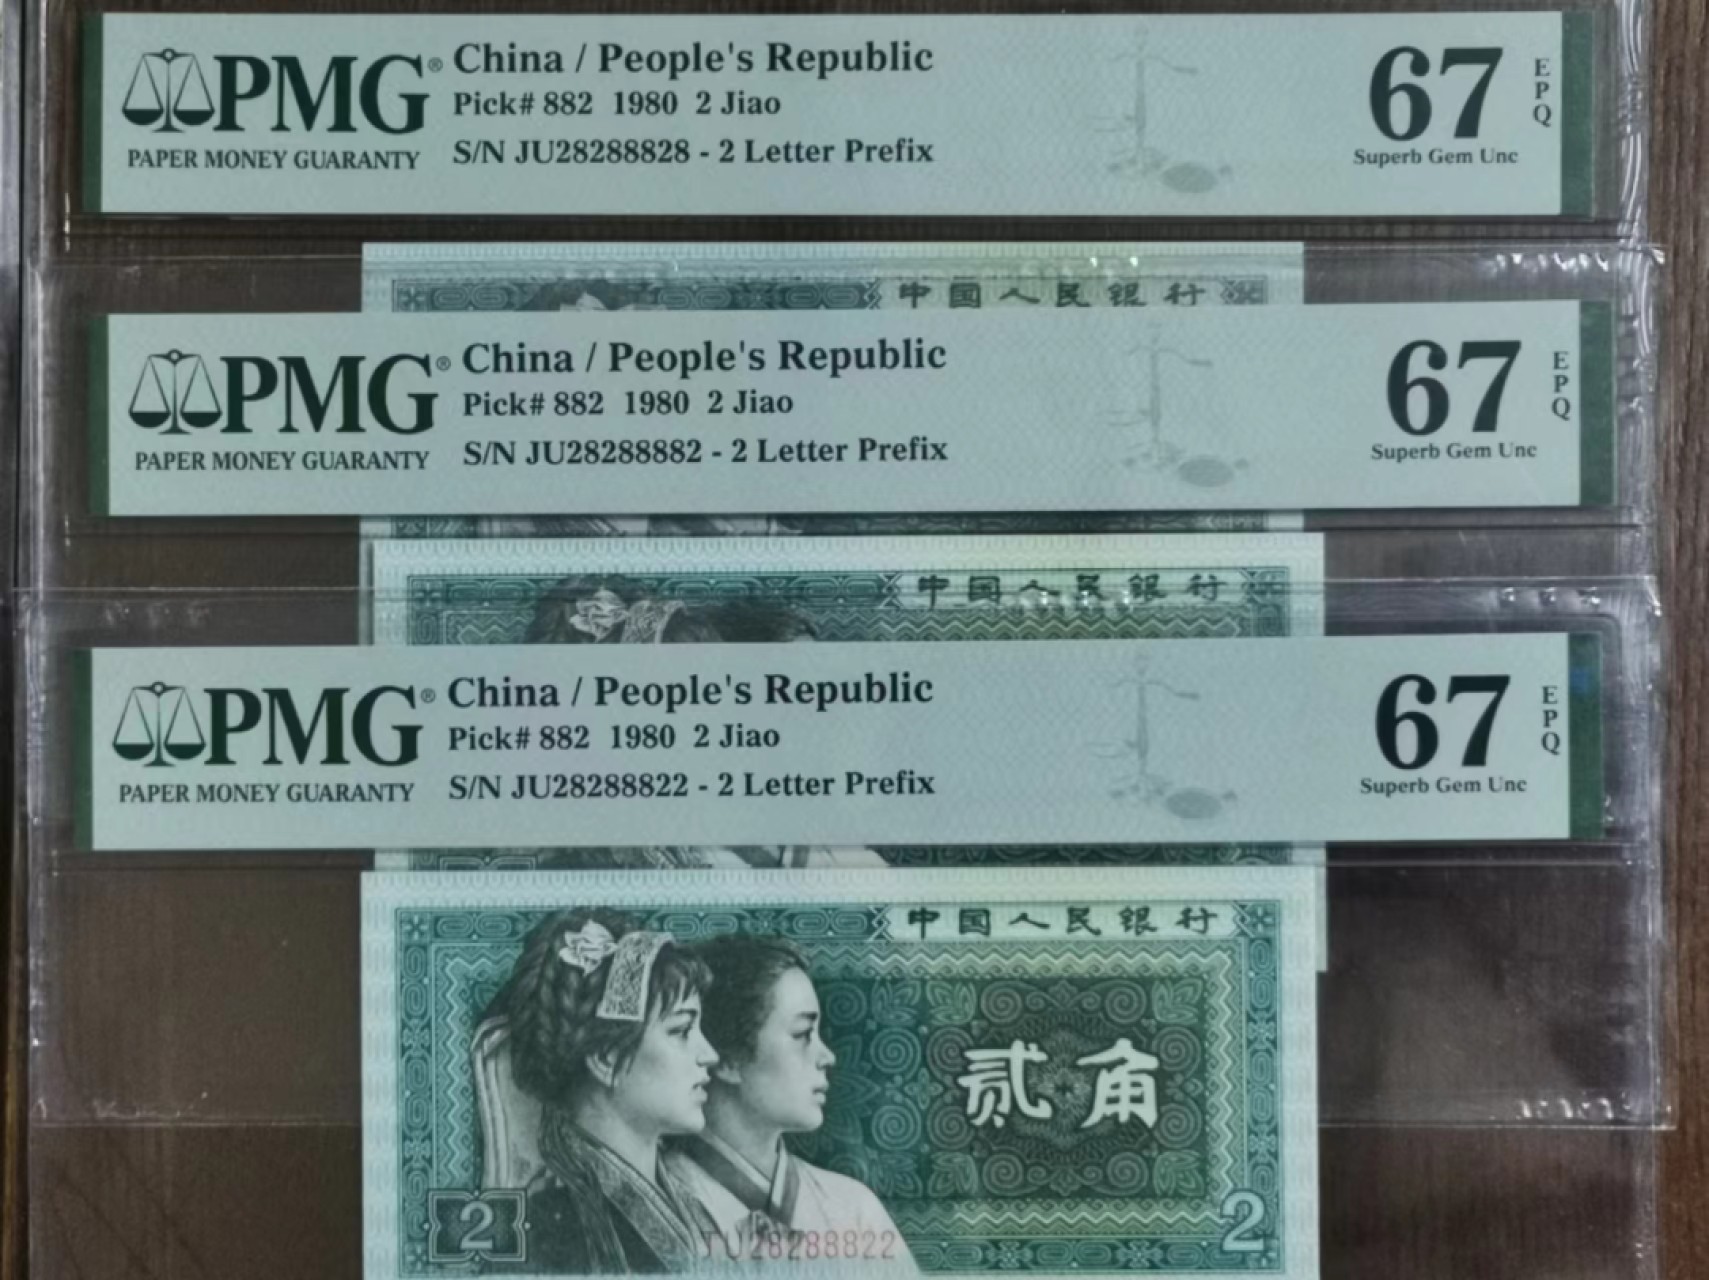 PMG® China / People's Republic
Pick# 882 1980 2 Jiao
PAPER MONEY GUARANTY
S/N JU28288828 - 2 Letter Prefix
67
EPQ
Superb Gem Unc
中国人民银行
PMG® China / People's Republic
Pick# 882 1980 2 Jiao
PAPER MONEY GUARANTY
S/N JU28288882 - 2 Letter Prefix
67
EPQ
Superb Gem Unc
中国人民银行
PMG® China / People's Republic
Pick# 882 1980 2 Jiao
PAPER MONEY GUARANTY
S/N JU28288822 - 2 Letter Prefix
67
EPQ
Superb Gem Unc
中国人民银行
贰角
2
JU28288822
2